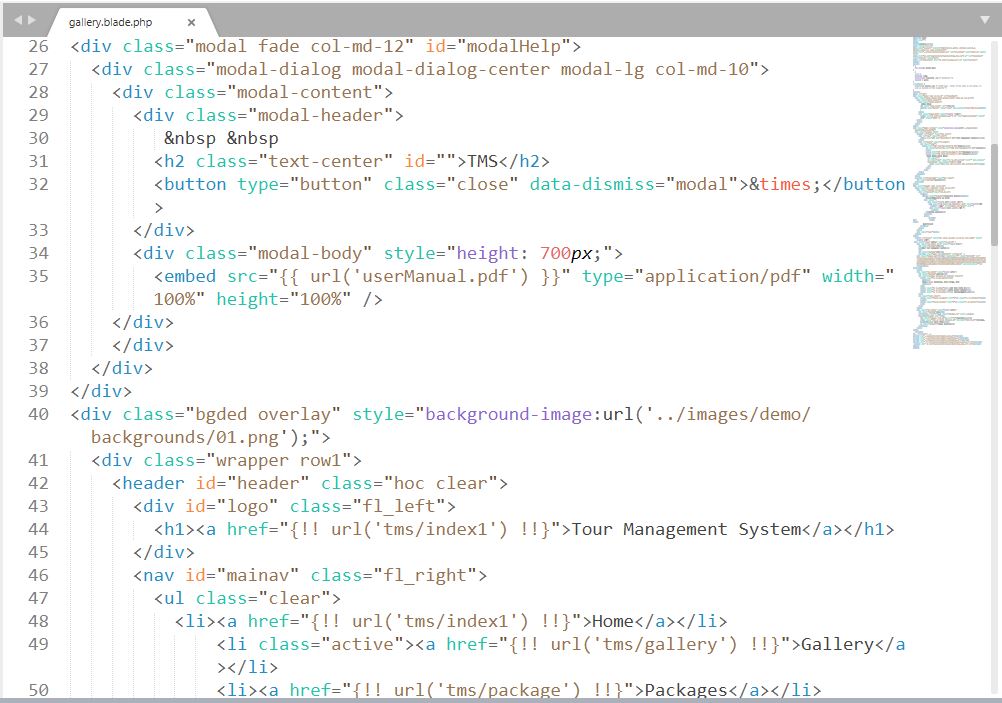 gallery.blade.php ×
26 <div class="modal fade col-md-12" id="modalHelp">
27 <div class="modal-dialog modal-dialog-center modal-lg col-md-10">
28 <div class="modal-content">
29 <div class="modal-header">
30 &nbsp &nbsp
31 <h2 class="text-center" id="">TMS</h2>
32 <button type="button" class="close" data-dismiss="modal">&times;</button
>
33 </div>
34 <div class="modal-body" style="height: 700px;">
35 <embed src="{{ url('userManual.pdf') }}" type="application/pdf" width="
100%" height="100%" />
36 </div>
37 </div>
38 </div>
39 </div>
40 <div class="bgded overlay" style="background-image:url('../images/demo/
backgrounds/01.png');">
41 <div class="wrapper row1">
42 <header id="header" class="hoc clear">
43 <div id="logo" class="fl_left">
44 <h1><a href="{!! url('tms/index1') !!}">Tour Management System</a></h1>
45 </div>
46 <nav id="mainav" class="fl_right">
47 <ul class="clear">
48 <li><a href="{!! url('tms/index1') !!}">Home</a></li>
49 <li class="active"><a href="{!! url('tms/gallery') !!}">Gallery</a
></li>
50 <li><a href="{!! url('tms/package') !!}">Packages</a></li>